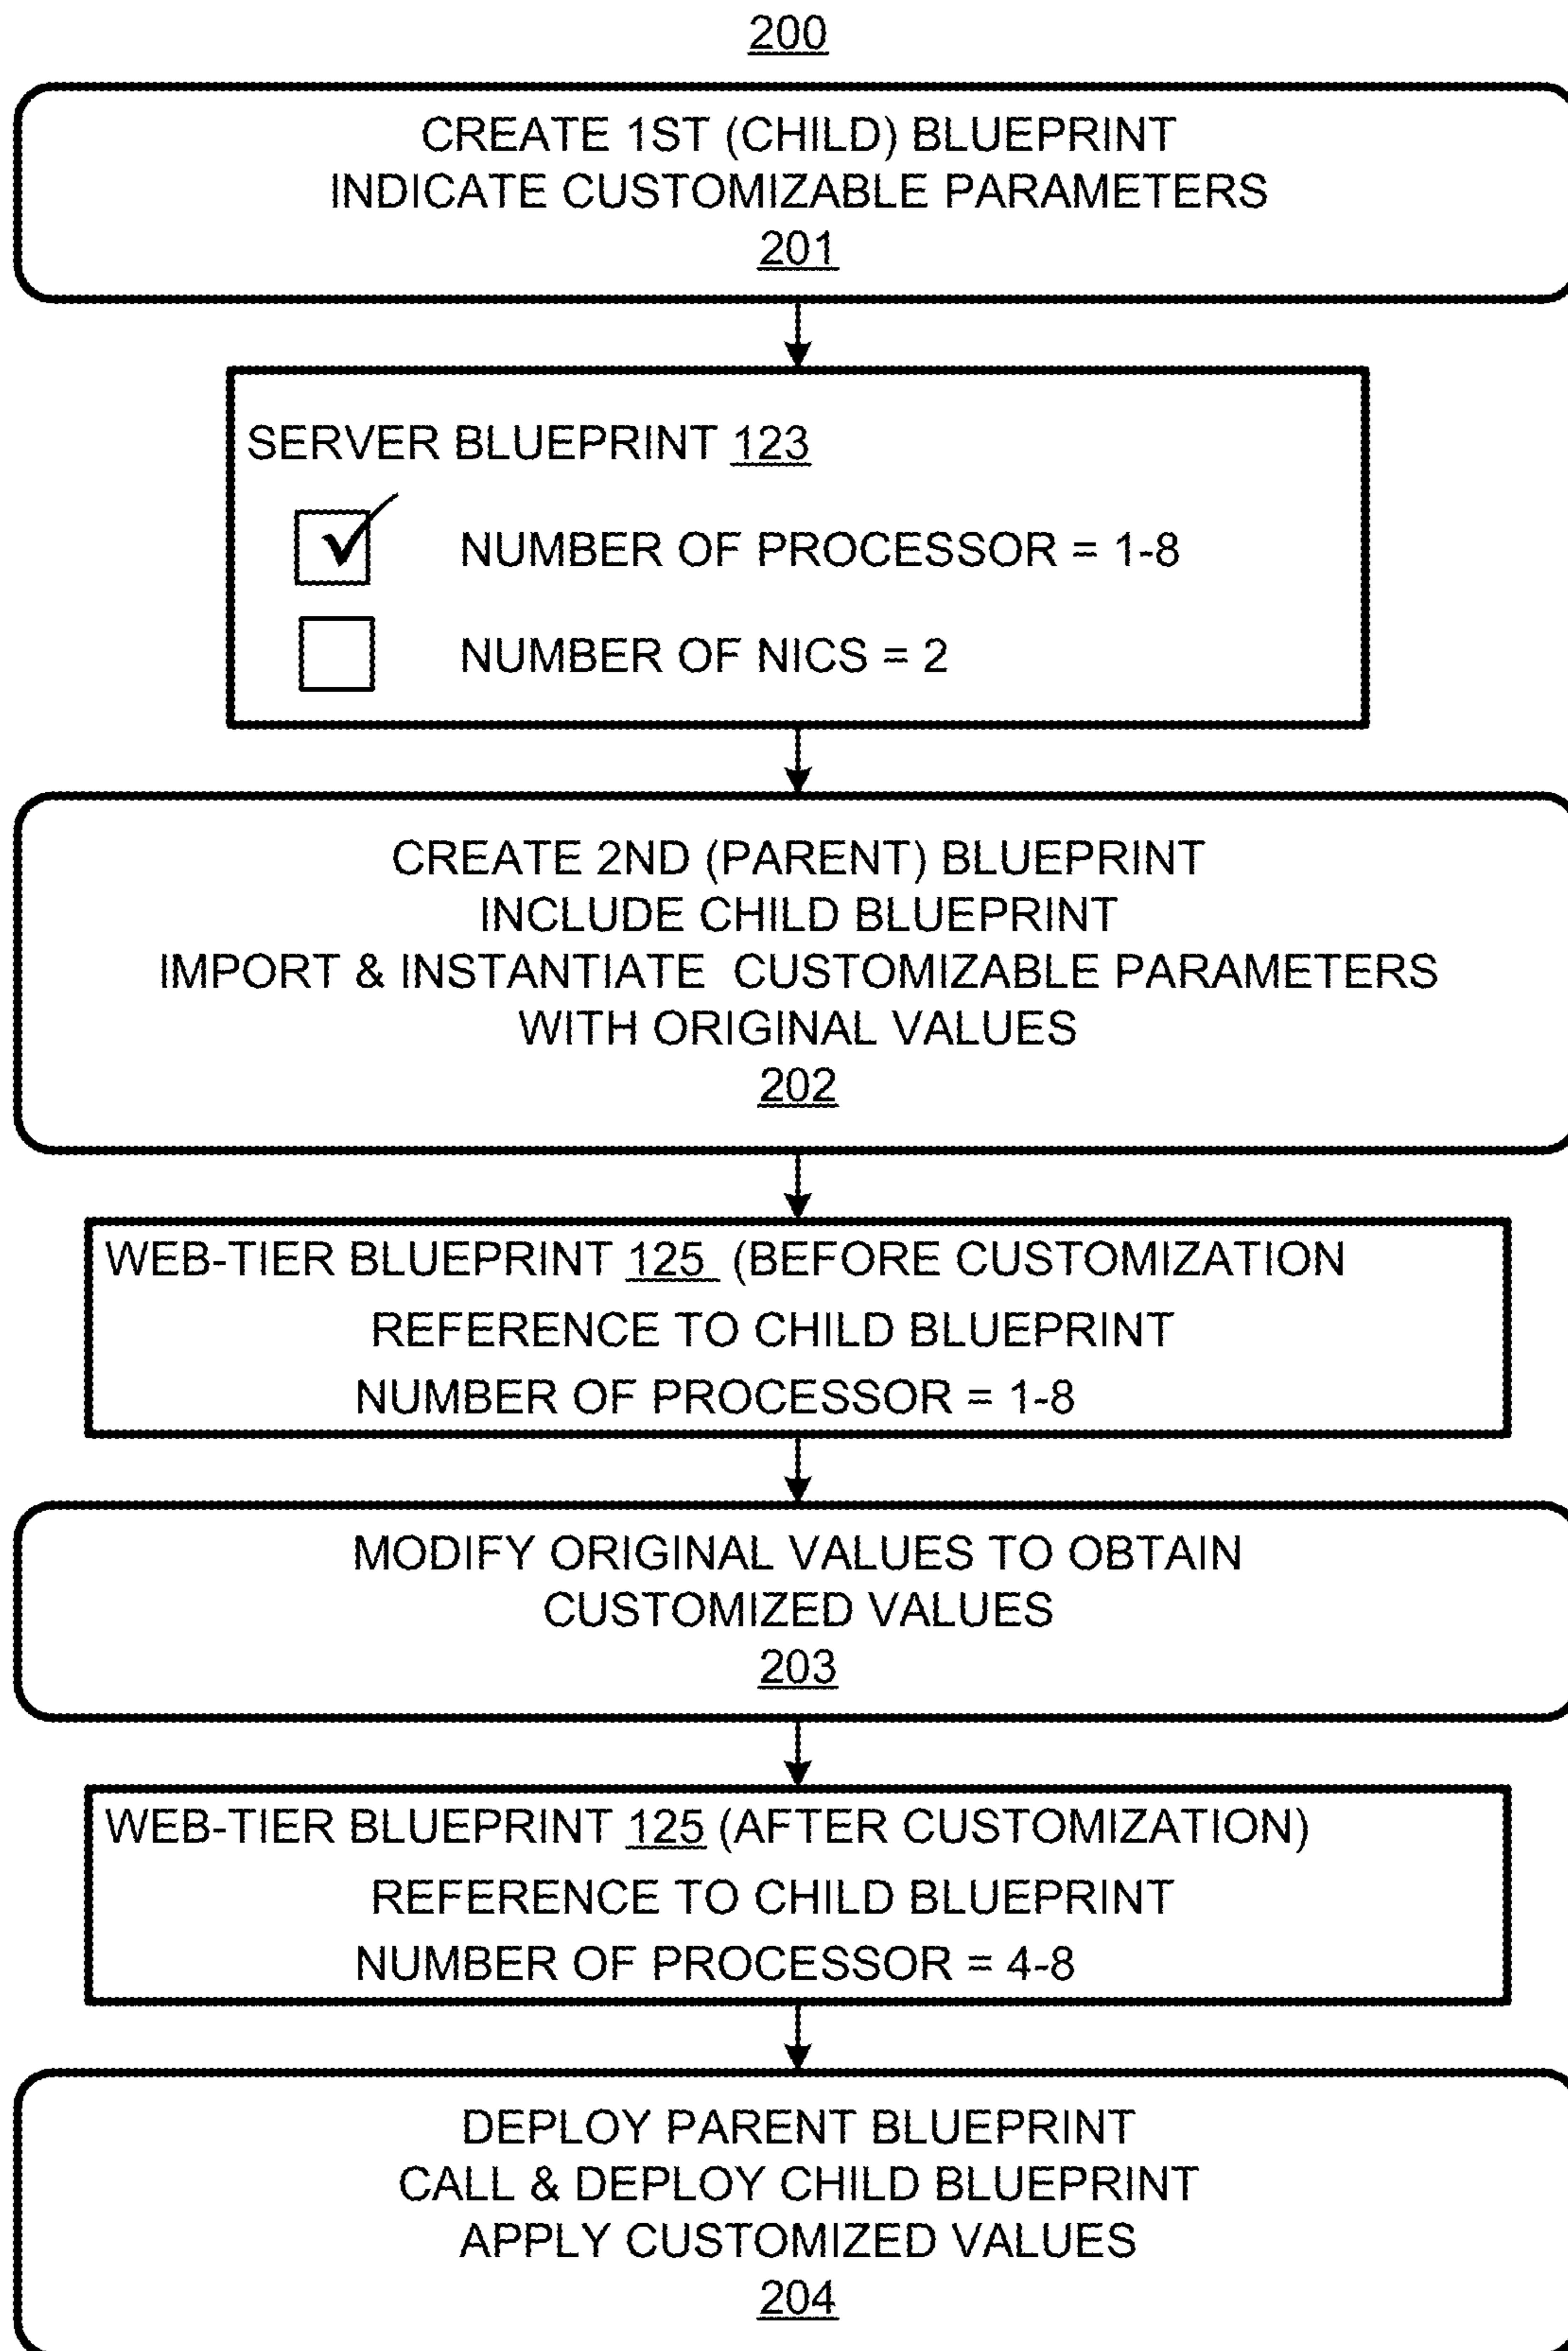 200
CREATE 1ST (CHILD) BLUEPRINT
INDICATE CUSTOMIZABLE PARAMETERS
201
SERVER BLUEPRINT 123
NUMBER OF PROCESSOR = 1-8
NUMBER OF NICS = 2
CREATE 2ND (PARENT) BLUEPRINT
INCLUDE CHILD BLUEPRINT
IMPORT & INSTANTIATE CUSTOMIZABLE PARAMETERS
WITH ORIGINAL VALUES
202
WEB-TIER BLUEPRINT 125 (BEFORE CUSTOMIZATION
REFERENCE TO CHILD BLUEPRINT
NUMBER OF PROCESSOR = 1-8
MODIFY ORIGINAL VALUES TO OBTAIN
CUSTOMIZED VALUES
203
WEB-TIER BLUEPRINT 125 (AFTER CUSTOMIZATION)
REFERENCE TO CHILD BLUEPRINT
NUMBER OF PROCESSOR = 4-8
DEPLOY PARENT BLUEPRINT
CALL & DEPLOY CHILD BLUEPRINT
APPLY CUSTOMIZED VALUES
204